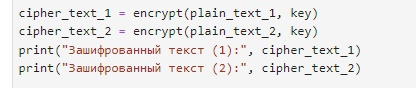 cipher_text_1 = encrypt(plain_text_1, key)
cipher_text_2 = encrypt(plain_text_2, key)
print("Зашифрованный текст (1):", cipher_text_1)
print("Зашифрованный текст (2):", cipher_text_2)